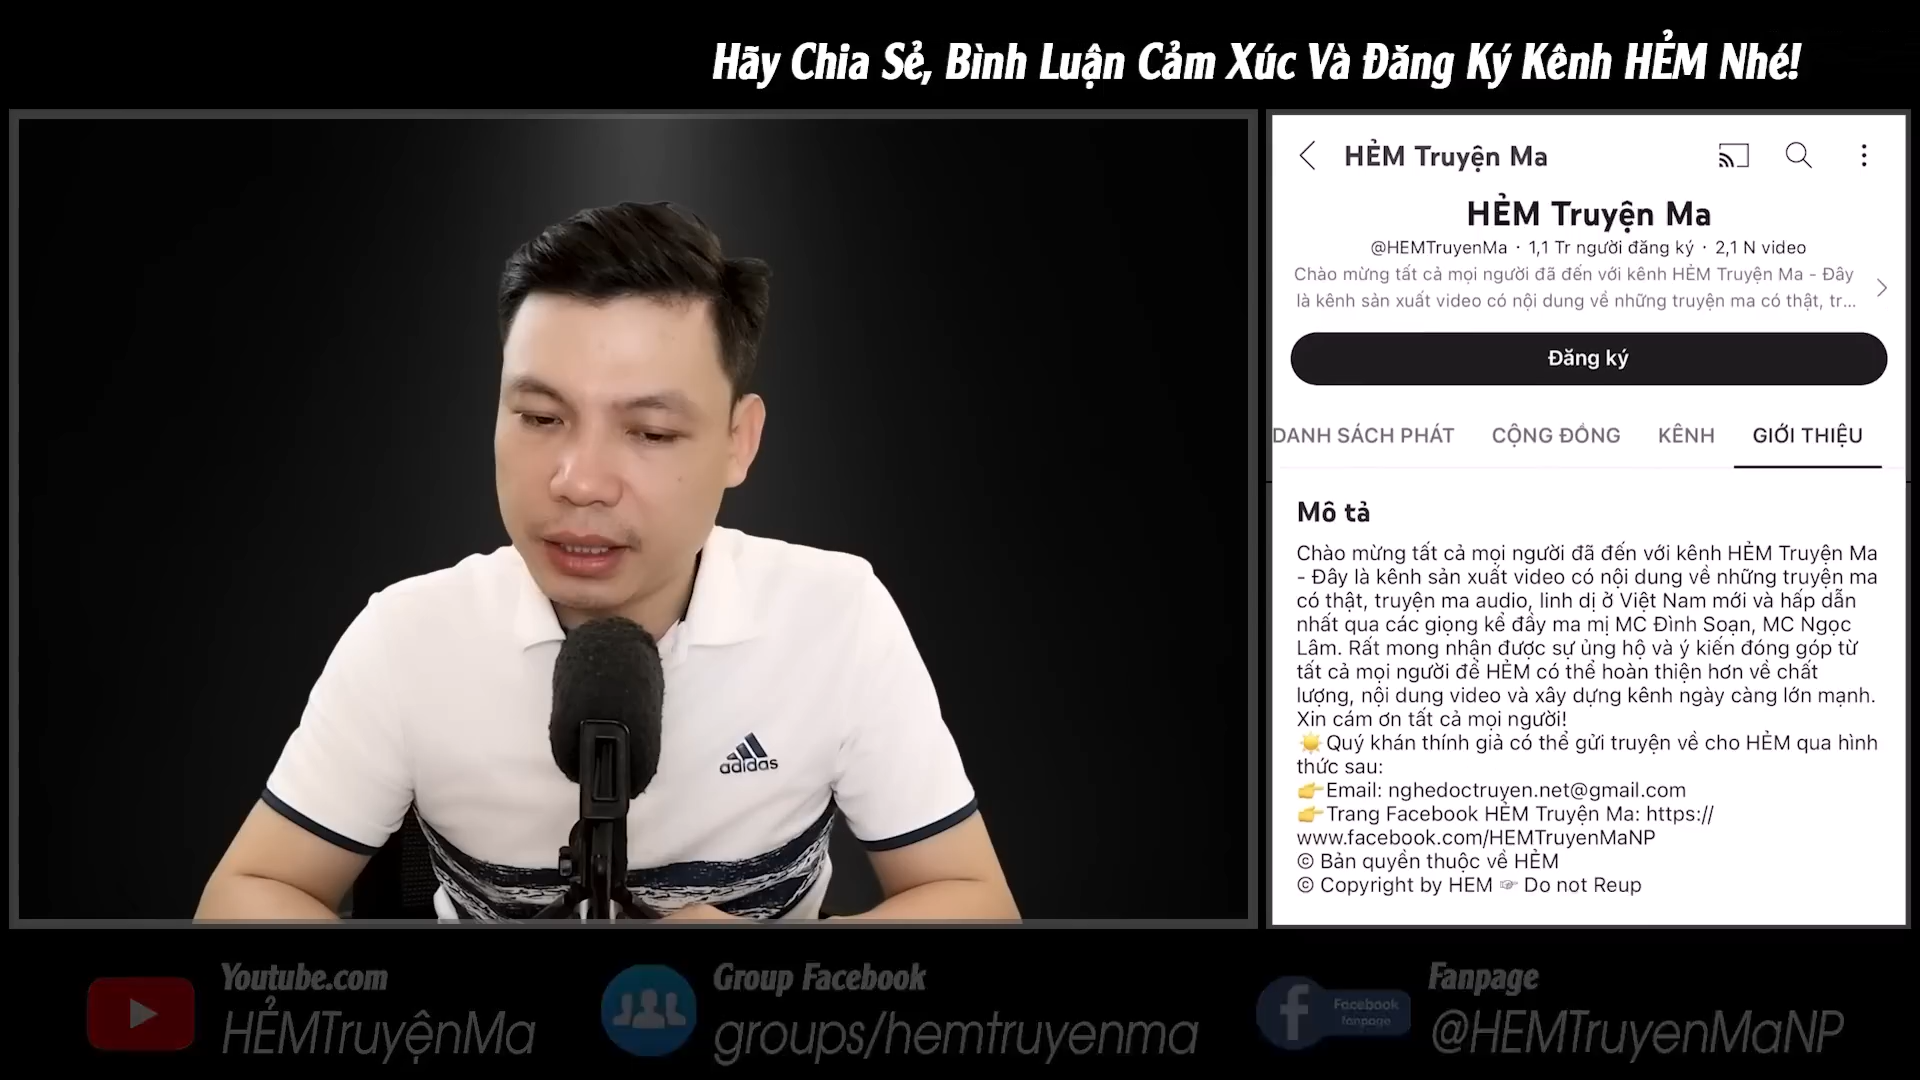 Hãy Chia Sẻ, Bình Luận Cảm Xúc Và Đăng Ký Kênh HẺM Nhé!
HẺM Truyện Ma
HẺM Truyện Ma
@HEMTruyenMa · 1,1 Tr người đăng ký · 2,1 N video
Chào mừng tất cả mọi người đã đến với kênh HẺM Truyện Ma - Đây
là kênh sản xuất video có nội dung về những truyện ma có thật, tr...
Đăng ký
DANH SÁCH PHÁT CỘNG ĐỒNG KÊNH GIỚI THIỆU
Mô tả
Chào mừng tất cả mọi người đã đến với kênh HẺM Truyện Ma
- Đây là kênh sản xuất video có nội dung về những truyện ma
có thật, truyện ma audio, linh dị ở Việt Nam mới và hấp dẫn
nhất qua các giọng kể đầy ma mị MC Đình Soạn, MC Ngọc
Lâm. Rất mong nhận được sự ủng hộ và ý kiến đóng góp từ
tất cả mọi người để HẺM có thể hoàn thiện hơn về chất
lượng, nội dung video và xây dựng kênh ngày càng lớn mạnh.
Xin cám ơn tất cả mọi người!
☀️Quý khán thính giả có thể gửi truyện về cho HẺM qua hình
thức sau:
👉Email: nghedoctruyen.net@gmail.com
👉Trang Facebook HẺM Truyện Ma: https://
www.facebook.com/HEMTruyenMaNP
© Bản quyền thuộc về HẺM
© Copyright by HEM ☞ Do not Reup
adidas
Youtube.com
HẺMTruyệnMa
Group Facebook
groups/hemtruyenma
Facebook
fanpage
Fanpage
@HEMTruyenMaNP